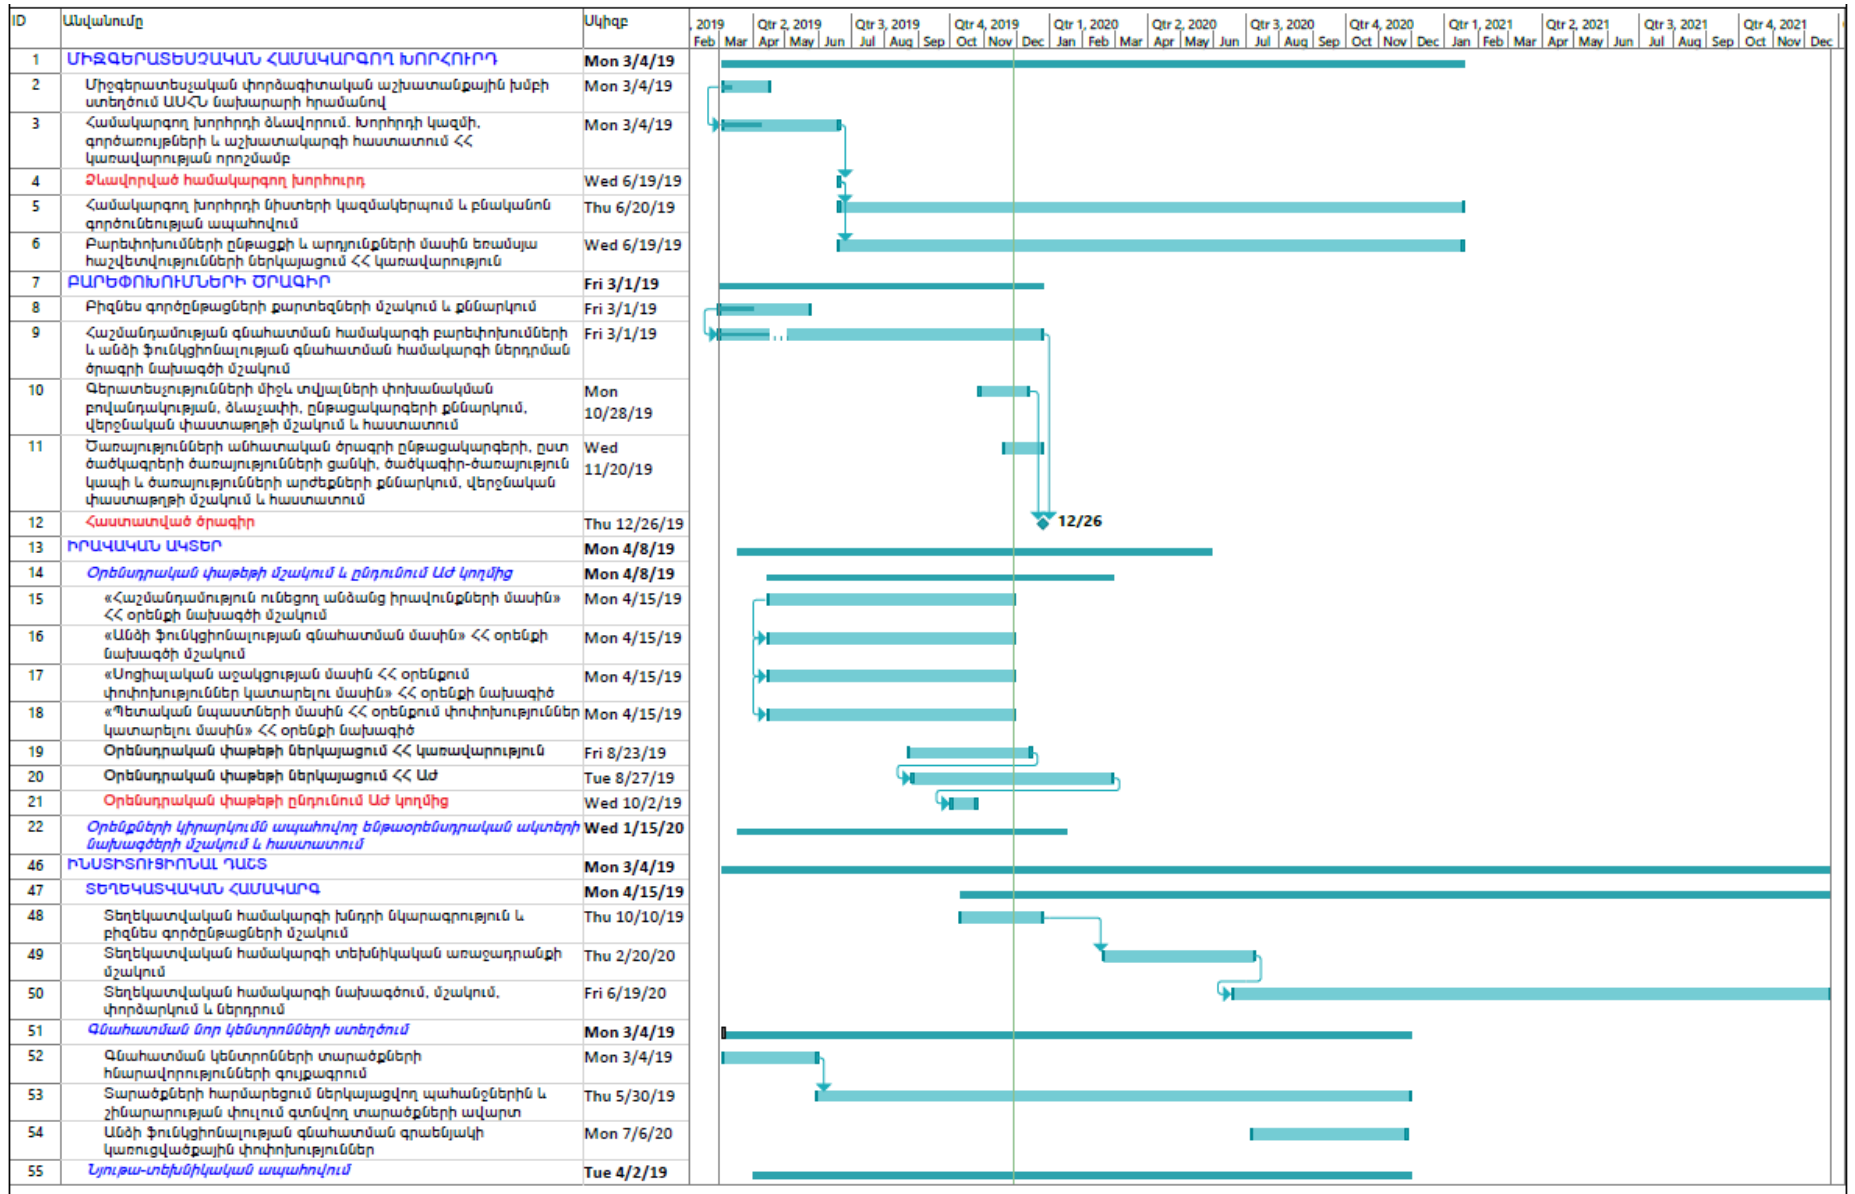 ID Անվանումը Սկիզբ , 2019 Qtr 2, 2019 Qtr 3, 2019 Qtr 4, 2019 Qtr 1, 2020 Qtr 2, 2020 Qtr 3, 2020 Qtr 4, 2020 Qtr 1, 2021 Qtr 2, 2021 Qtr 3, 2021 Qtr 4, 2021
Feb Mar Apr May Jun Jul Aug Sep Oct Nov Dec Jan Feb Mar Apr May Jun Jul Aug Sep Oct Nov Dec Jan Feb Mar Apr May Jun Jul Aug Sep Oct Nov Dec
1 ՄԻՋԳԵՐԱՏԵՍՉԱԿԱՆ ՀԱՄԱԿԱՐԳՈՂ ԽՈՐՀՈՒՐԴ Mon 3/4/19
2 Միջգերատեսչական փորձագիտական աշխատանքային խմբի Mon 3/4/19
ստեղծում ԱՍՀՆ նախարարի հրամանով
3 Համակարգող խորհրդի ձևավորում. Խորհրդի կազմի, Mon 3/4/19
գործառույթների և աշխատակարգի հաստատում ՀՀ
կառավարության որոշմամբ
4 Ձևավորված համակարգող խորհուրդ Wed 6/19/19
5 Համակարգող խորհրդի նիստերի կազմակերպում և բնականոն Thu 6/20/19
գործունեության ապահովում
6 Բարեփոխումների ընթացքի և արդյունքների մասին եռամսյա Wed 6/19/19
հաշվետվությունների ներկայացում ՀՀ կառավարություն
7 ԲԱՐԵՓՈԽՈՒՄՆԵՐԻ ԾՐԱԳԻՐ Fri 3/1/19
8 Բիզնես գործընթացների քարտեզների մշակում և քննարկում Fri 3/1/19
9 Հաշմանդամության գնահատման համակարգի բարեփոխումների Fri 3/1/19
և անձի ֆունկցիոնալության գնահատման համակարգի ներդրման
ծրագրի նախագծի մշակում
10 Գերատեսչությունների միջև տվյալների փոխանակման Mon
բովանդակության, ձևաչափի, ընթացակարգերի քննարկում, 10/28/19
վերջնական փաստաթղթի մշակում և հաստատում
11 Ծառայությունների անհատական ծրագրի ընթացակարգերի, ըստ Wed
ծածկագրերի ծառայությունների ցանկի, ծածկագիր-ծառայություն 11/20/19
կապի և ծառայությունների արժեքների քննարկում, վերջնական
փաստաթղթի մշակում և հաստատում
12 Հաստատված ծրագիր Thu 12/26/19 12/26
13 ԻՐԱՎԱԿԱՆ ԱԿՏԵՐ Mon 4/8/19
14 Օրենսդրական փաթեթի մշակում և ընդունում ԱԺ կողմից Mon 4/8/19
15 «Հաշմանդամություն ունեցող անձանց իրավունքների մասին» Mon 4/15/19
ՀՀ օրենքի նախագծի մշակում
16 «Անձի ֆունկցիոնալության գնահատման մասին» ՀՀ օրենքի Mon 4/15/19
նախագծի մշակում
17 «Սոցիալական աջակցության մասին ՀՀ օրենքում Mon 4/15/19
փոփոխություններ կատարելու մասին» ՀՀ օրենքի նախագիծ
18 «Պետական նպաստների մասին ՀՀ օրենքում փոփոխություններ Mon 4/15/19
կատարելու մասին» ՀՀ օրենքի նախագիծ
19 Օրենսդրական փաթեթի ներկայացում ՀՀ կառավարություն Fri 8/23/19
20 Օրենսդրական փաթեթի ներկայացում ՀՀ ԱԺ Tue 8/27/19
21 Օրենսդրական փաթեթի ընդունում ԱԺ կողմից Wed 10/2/19
22 Օրենքների կիրարկումն ապահովող ենթաօրենսդրական ակտերի Wed 1/15/20
նախագծերի մշակում և հաստատում
46 ԻՆՍՏԻՏՈՒՑԻՈՆԱԼ ԴԱՇՏ Mon 3/4/19
47 ՏԵՂԵԿԱՏՎԱԿԱՆ ՀԱՄԱԿԱՐԳ Mon 4/15/19
48 Տեղեկատվական համակարգի խնդրի նկարագրություն և Thu 10/10/19
բիզնես գործընթացների մշակում
49 Տեղեկատվական համակարգի տեխնիկական առաջադրանքի Thu 2/20/20
մշակում
50 Տեղեկատվական համակարգի նախագծում, մշակում, Fri 6/19/20
փորձարկում և ներդրում
51 Գնահատման նոր կենտրոնների ստեղծում Mon 3/4/19
52 Գնահատման կենտրոնների տարածքների Mon 3/4/19
հնարավորությունների գույքագրում
53 Տարածքների հարմարեցում ներկայացվող պահանջներին և Thu 5/30/19
շինարարության փուլում գտնվող տարածքների ավարտ
54 Անձի ֆունկցիոնալության գնահատման գրասենյակի Mon 7/6/20
կառուցվածքային փոփոխություններ
55 Նյութա-տեխնիկական ապահովում Tue 4/2/19